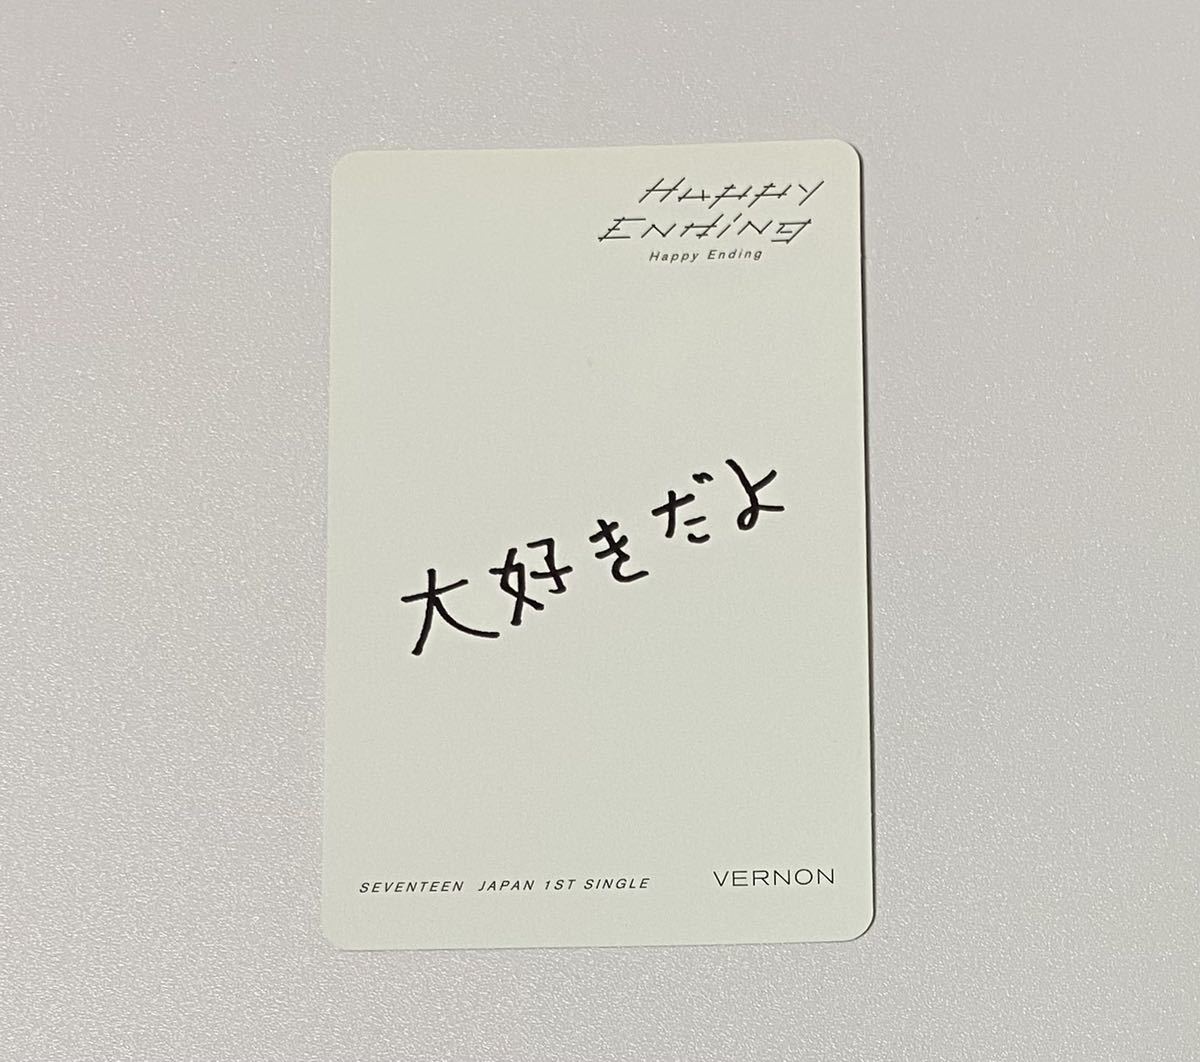 Happy
Ending
Happy Ending
大好きだよ
SEVENTEEN JAPAN 1ST SINGLE
VERNON